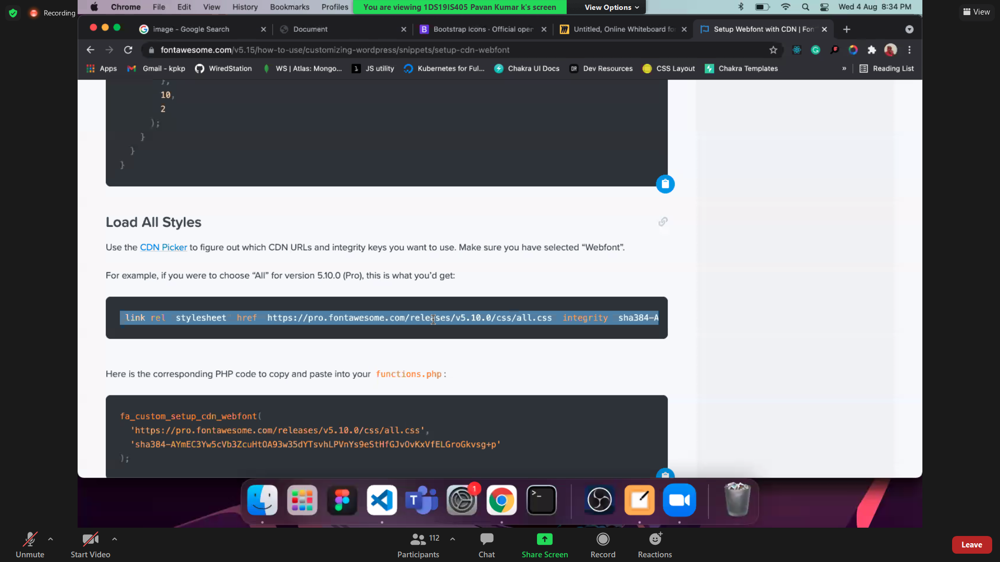 Recording
Chrome File Edit View History Bookmarks Profiles
You are viewing 1DS19IS405 Pavan Kumar k's screen
View Options
Wed 4 Aug 8:34 PM
View
image - Google Search
Document
Bootstrap Icons · Official oper
Untitled, Online Whiteboard fo
Setup Webfont with CDN | Fon
fontawesome.com/v5.15/how-to-use/customizing-wordpress/snippets/setup-cdn-webfont
Apps
Gmail - kpkp
WiredStation
WS | Atlas: Mongo...
JS utility
Kubernetes for Ful...
Chakra UI Docs
DR
Dev Resources
CSS Layout
Chakra Templates
»
Reading List
},
10,
2
);
}
}
}
Load All Styles
Use the CDN Picker to figure out which CDN URLs and integrity keys you want to use. Make sure you have selected “Webfont”.
For example, if you were to choose “All” for version 5.10.0 (Pro), this is what you’d get:
link rel stylesheet href https://pro.fontawesome.com/releases/v5.10.0/css/all.css integrity sha384-A
Here is the corresponding PHP code to copy and paste into your functions.php :
fa_custom_setup_cdn_webfont(
'https://pro.fontawesome.com/releases/v5.10.0/css/all.css',
'sha384-AYmEC3Yw5cVb3ZcuHtOA93w35dYTsvhLPVnYs9eStHfGJvOvKxVfELGroGkvsg+p'
);
1
Unmute
Start Video
112
Participants
Chat
Share Screen
Record
Reactions
Leave